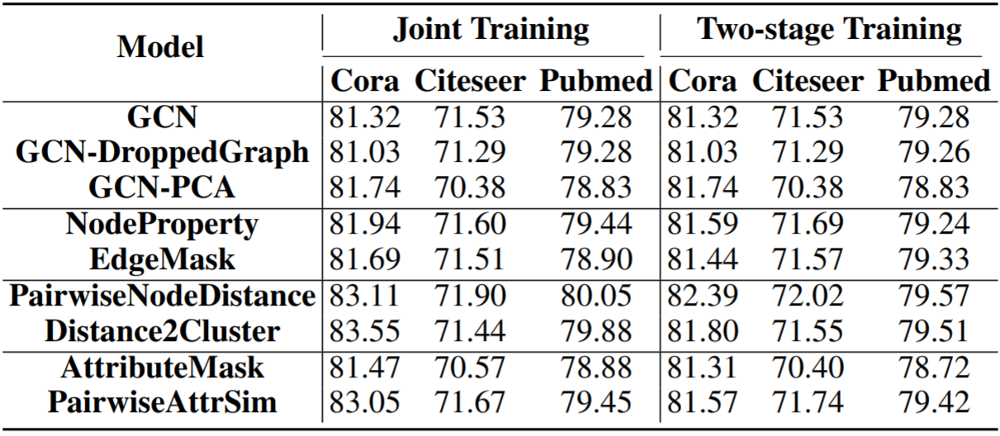 Model Joint Training Two-stage Training
Cora Citeseer Pubmed Cora Citeseer Pubmed
GCN 81.32 71.53 79.28 81.32 71.53 79.28
GCN-DroppedGraph 81.03 71.29 79.28 81.03 71.29 79.26
GCN-PCA 81.74 70.38 78.83 81.74 70.38 78.83
NodeProperty 81.94 71.60 79.44 81.59 71.69 79.24
EdgeMask 81.69 71.51 78.90 81.44 71.57 79.33
PairwiseNodeDistance 83.11 71.90 80.05 82.39 72.02 79.57
Distance2Cluster 83.55 71.44 79.88 81.80 71.55 79.51
AttributeMask 81.47 70.57 78.88 81.31 70.40 78.72
PairwiseAttrSim 83.05 71.67 79.45 81.57 71.74 79.42